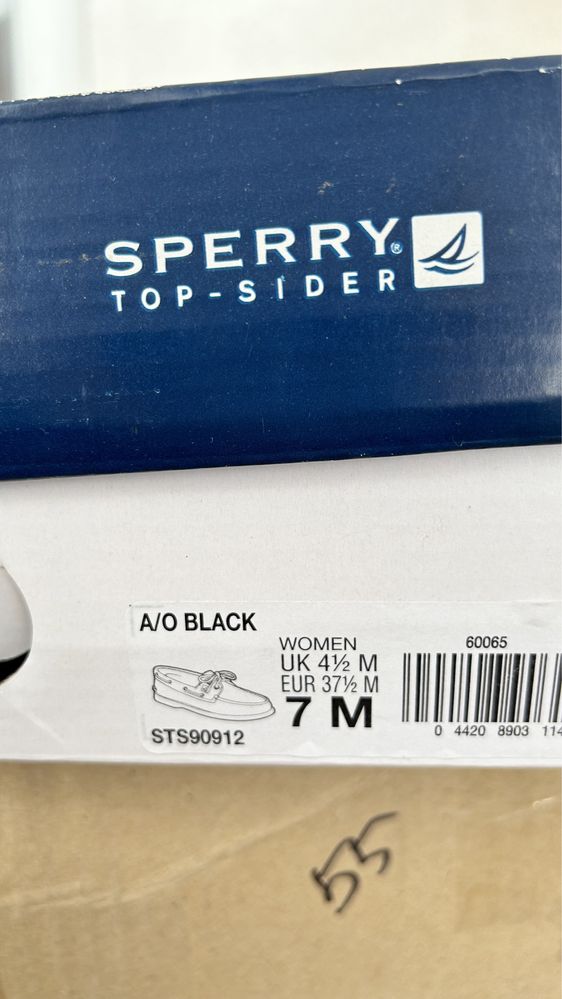 SPERRY®
TOP-SIDER
A/O BLACK
WOMEN
UK 4½ M
EUR 37½ M
7 M
STS90912
60065
0 4420 8903 114
55